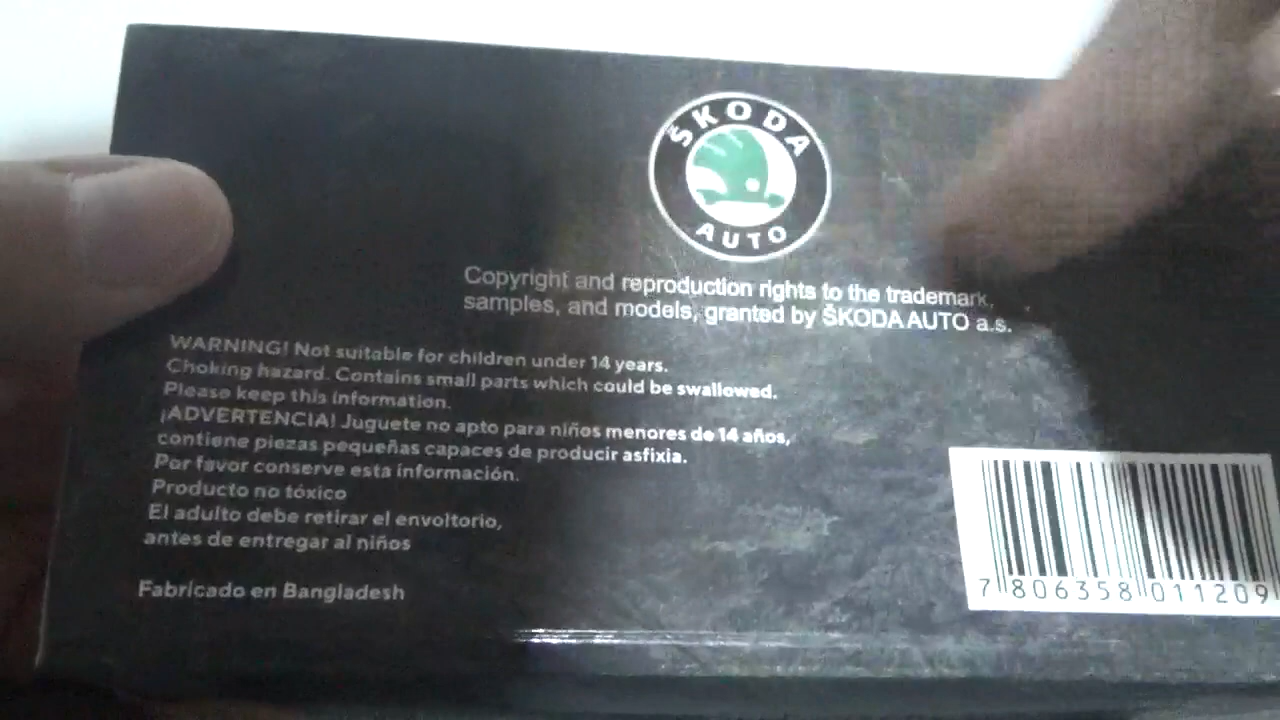 ŠKODA
AUTO
Copyright and reproduction rights to the trademark,
samples, and models, granted by ŠKODA AUTO a.s.
WARNING! Not suitable for children under 14 years.
Choking hazard. Contains small parts which could be swallowed.
Please keep this information.
¡ADVERTENCIA! Juguete no apto para niños menores de 14 años,
contiene piezas pequeñas capaces de producir asfixia.
Por favor conserve esta información.
Producto no tóxico
El adulto debe retirar el envoltorio,
antes de entregar al niños
Fabricado en Bangladesh
7 806358 011209